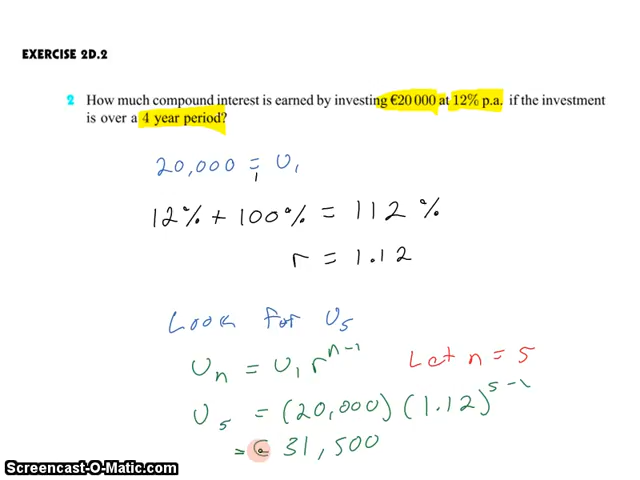 EXERCISE 2D.2
2 How much compound interest is earned by investing €20 000 at 12% p.a. if the investment
is over a 4 year period?
20,000 = U₁
12% + 100% = 112 %
r = 1.12
Look for U₅
Uₙ = U₁ rⁿ⁻¹ Let n = 5
U₅ = (20,000) (1.12)⁵⁻¹
= € 31,500
Screencast-O-Matic.com